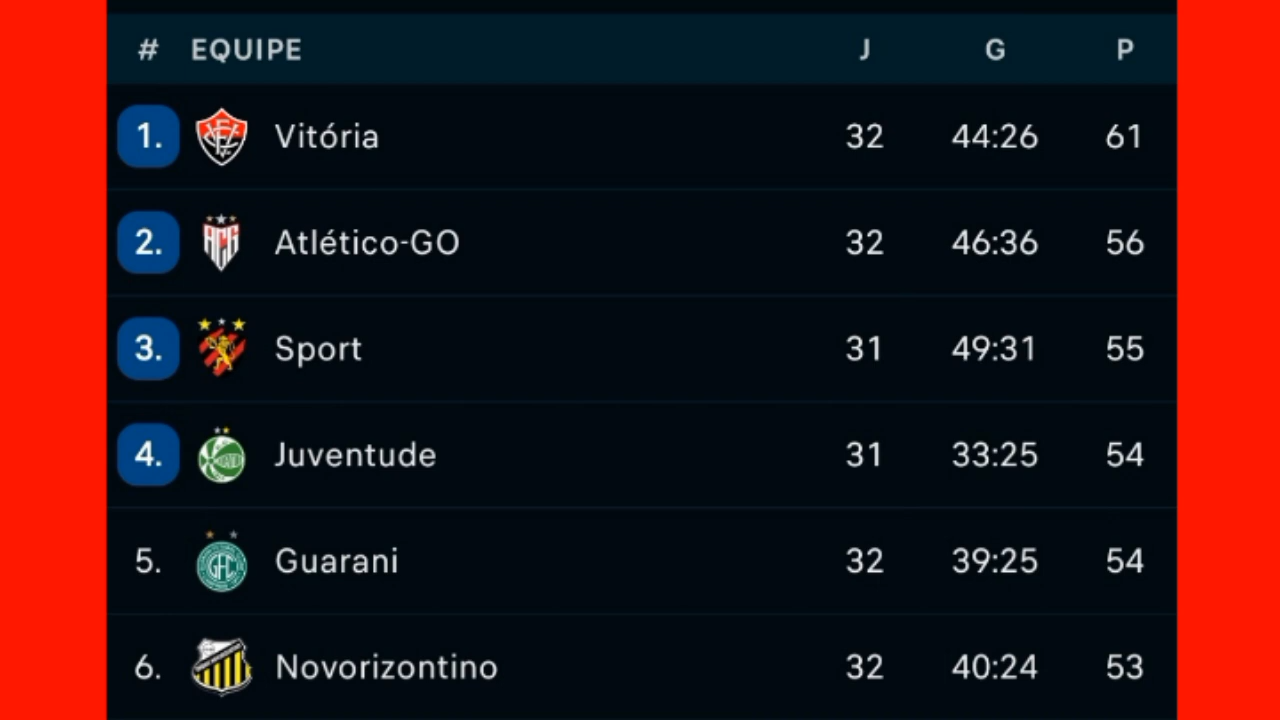 # EQUIPE J G P
1. Vitória 32 44:26 61
2. Atlético-GO 32 46:36 56
3. Sport 31 49:31 55
4. Juventude 31 33:25 54
5. Guarani 32 39:25 54
6. Novorizontino 32 40:24 53